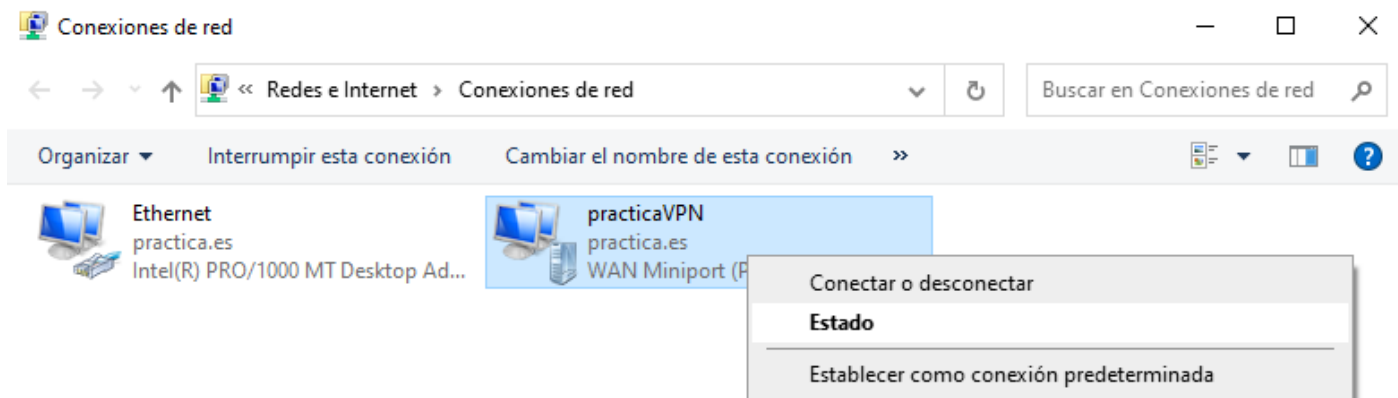 Conexiones de red
« Redes e Internet › Conexiones de red
Buscar en Conexiones de red
Organizar Interrumpir esta conexión Cambiar el nombre de esta conexión »
Ethernet
practica.es
Intel(R) PRO/1000 MT Desktop Ad...
practicaVPN
practica.es
WAN Miniport (P
Conectar o desconectar
Estado
Establecer como conexión predeterminada